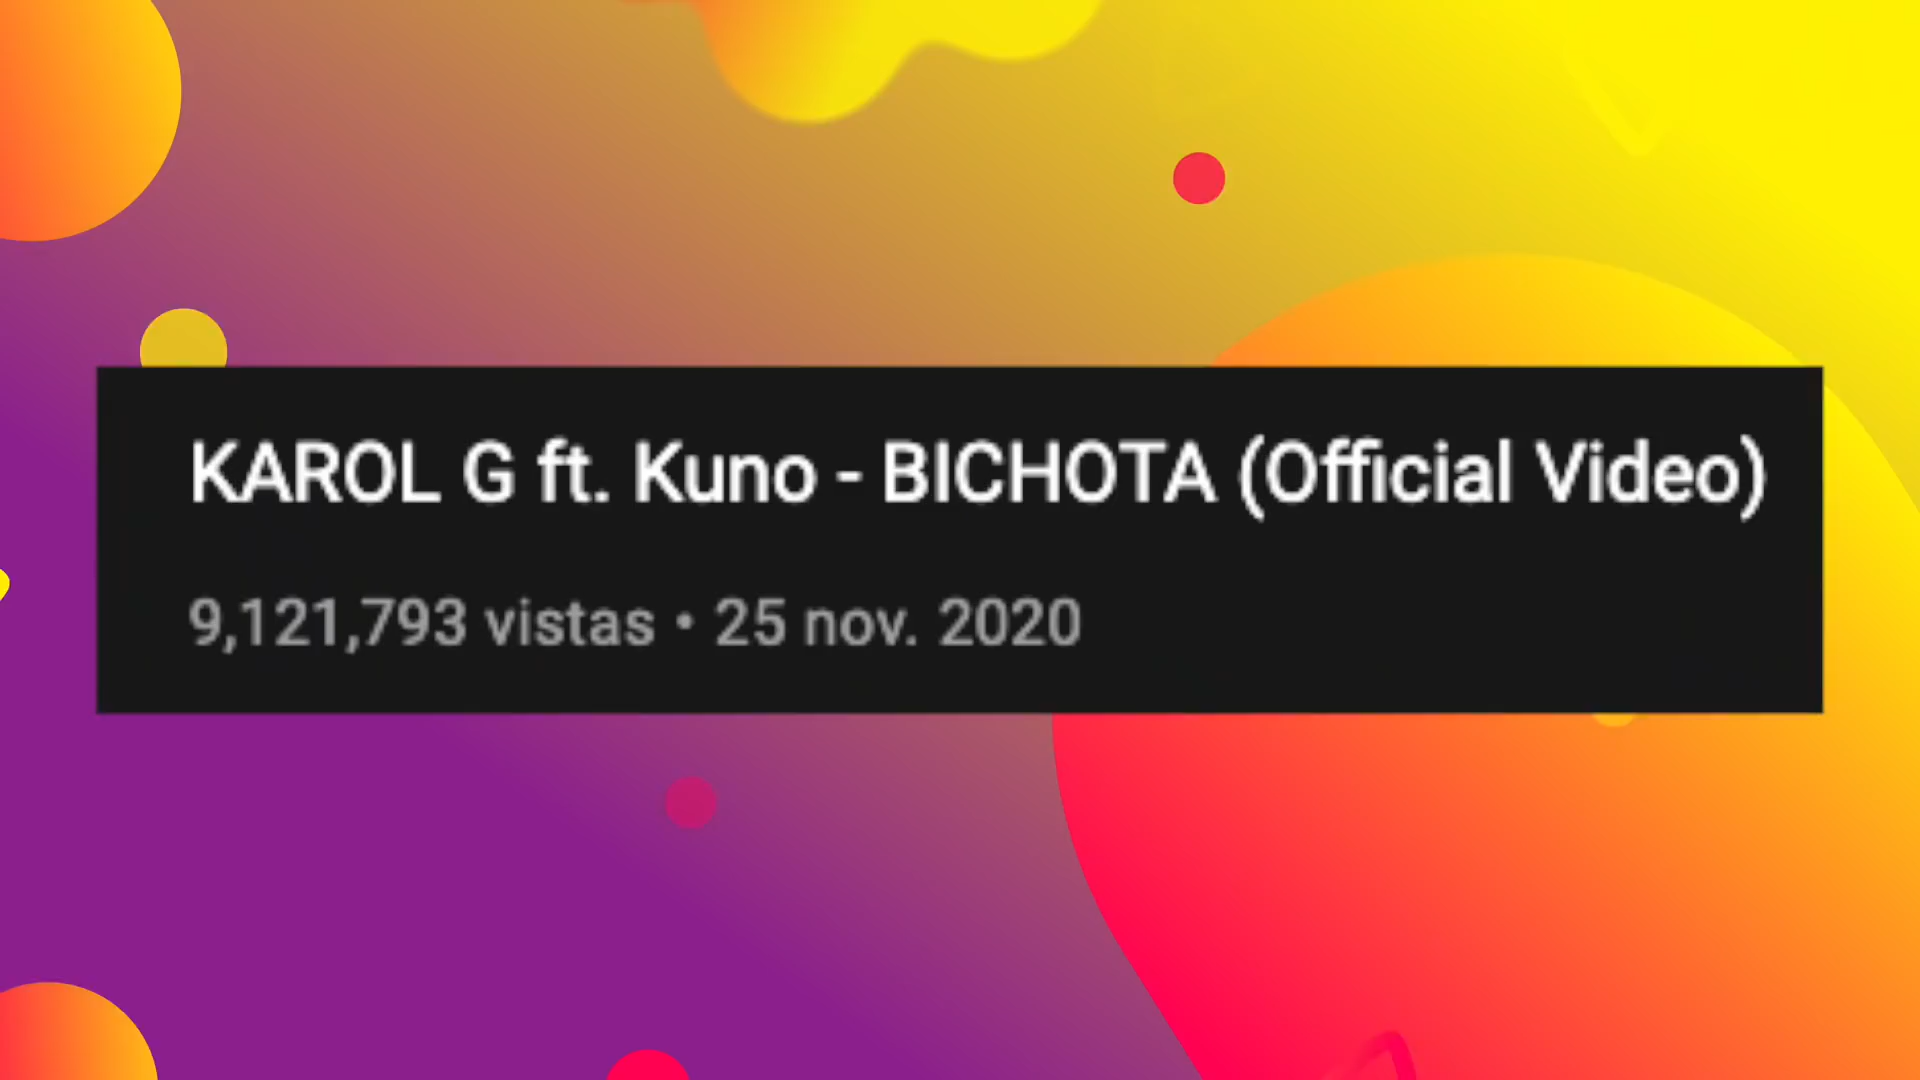 KAROL G ft. Kuno - BICHOTA (Official Video)
9,121,793 vistas • 25 nov. 2020